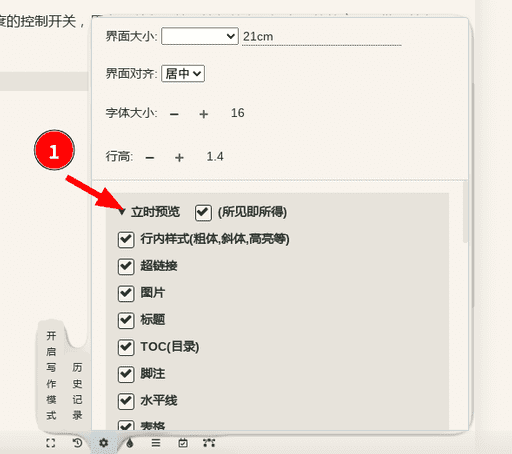 度的控制开关，
界面大小: 21cm
界面对齐: 居中
字体大小: − + 16
行高: − + 1.4
1
▼ 立时预览 (所见即所得)
行内样式(粗体,斜体,高亮等)
超链接
图片
标题
TOC(目录)
脚注
水平线
表格
开启写作模式
历史记录